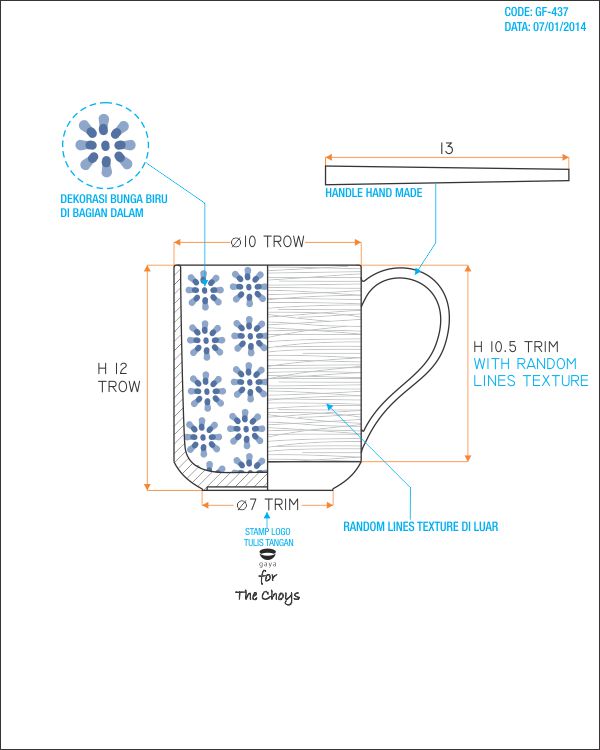 CODE: GF-437
DATA: 07/01/2014
13
HANDLE HAND MADE
DEKORASI BUNGA BIRU
DI BAGIAN DALAM
⌀10 TROW
H 12
TROW
H 10.5 TRIM
WITH RANDOM
LINES TEXTURE
⌀7 TRIM
RANDOM LINES TEXTURE DI LUAR
STAMP LOGO
TULIS TANGAN
gaya
for
The Choys